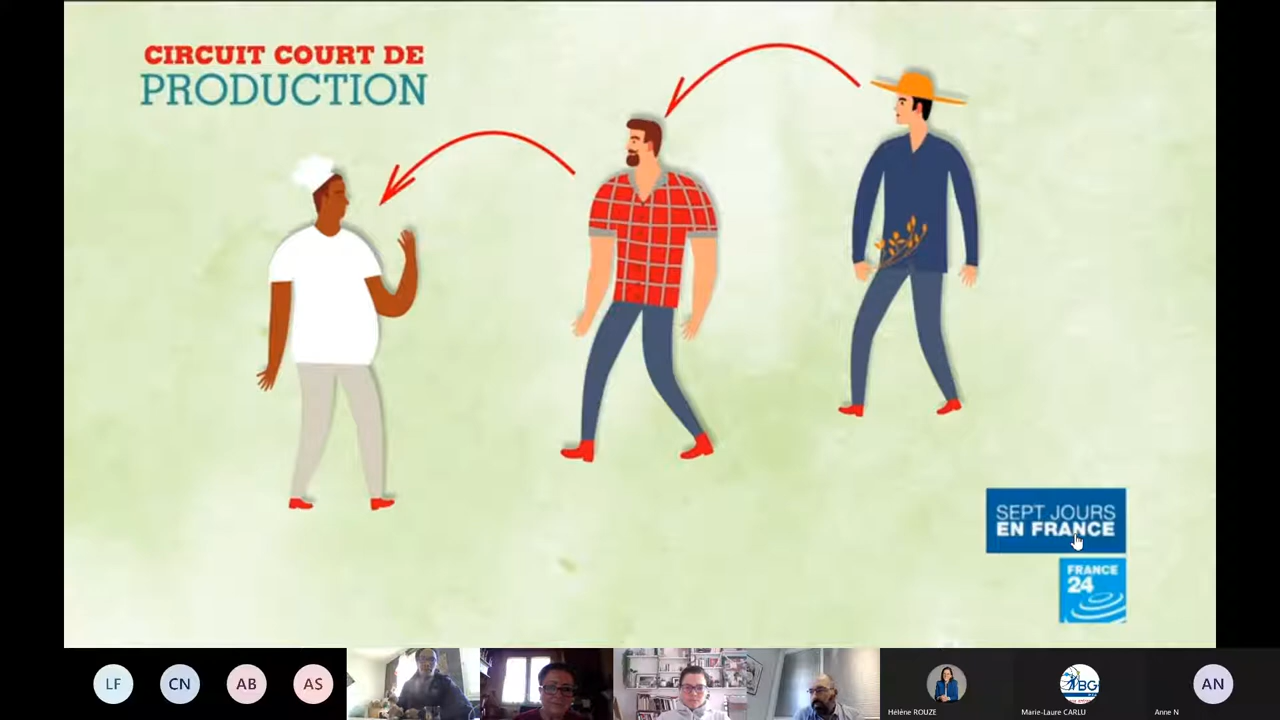 CIRCUIT COURT DE
PRODUCTION
SEPT JOURS
EN FRANCE
FRANCE
24
LF
CN
AB
AS
BG
AN
Hélène ROUZE
Marie-Laure CARLU
Anne N